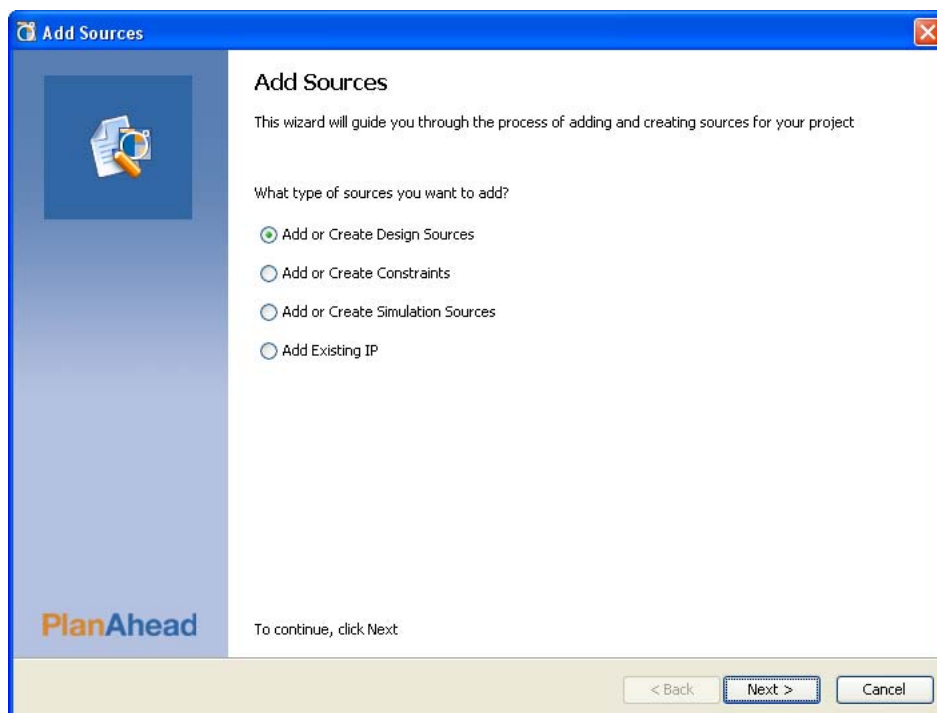 Add Sources
Add Sources
This wizard will guide you through the process of adding and creating sources for your project
What type of sources you want to add?
Add or Create Design Sources
Add or Create Constraints
Add or Create Simulation Sources
Add Existing IP
PlanAhead
To continue, click Next
< Back Next > Cancel